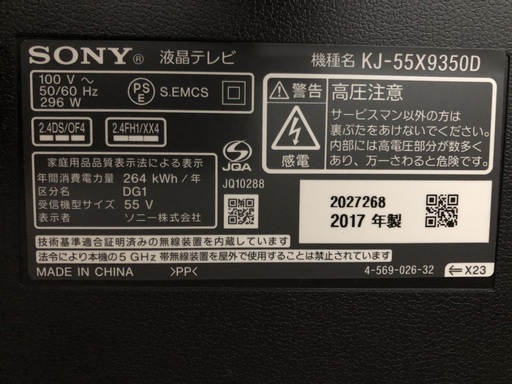 SONY® 液晶テレビ 機種名 KJ-55X9350D
100 V ～
50/60 Hz
296 W
PS
E
S.EMCS
2.4DS/OF4
2.4FH1/XX4
家庭用品品質表示法による表示
年間消費電力量 264 kWh／年
区分名 DG1
受信機型サイズ 55 V
表示者 ソニー株式会社
JQA
JQ10288
警告
感電
高圧注意
サービスマン以外の方は
裏ぶたをあけないでください。
内部には高電圧部分が数多く
あり、万一さわると危険です。
2027268
2017 年製
技術基準適合証明済みの無線装置を内蔵しています
法令により本機の5 GHz 帯無線装置を屋外で使用することは禁止されています
MADE IN CHINA >PP<
4-569-026-32
X23